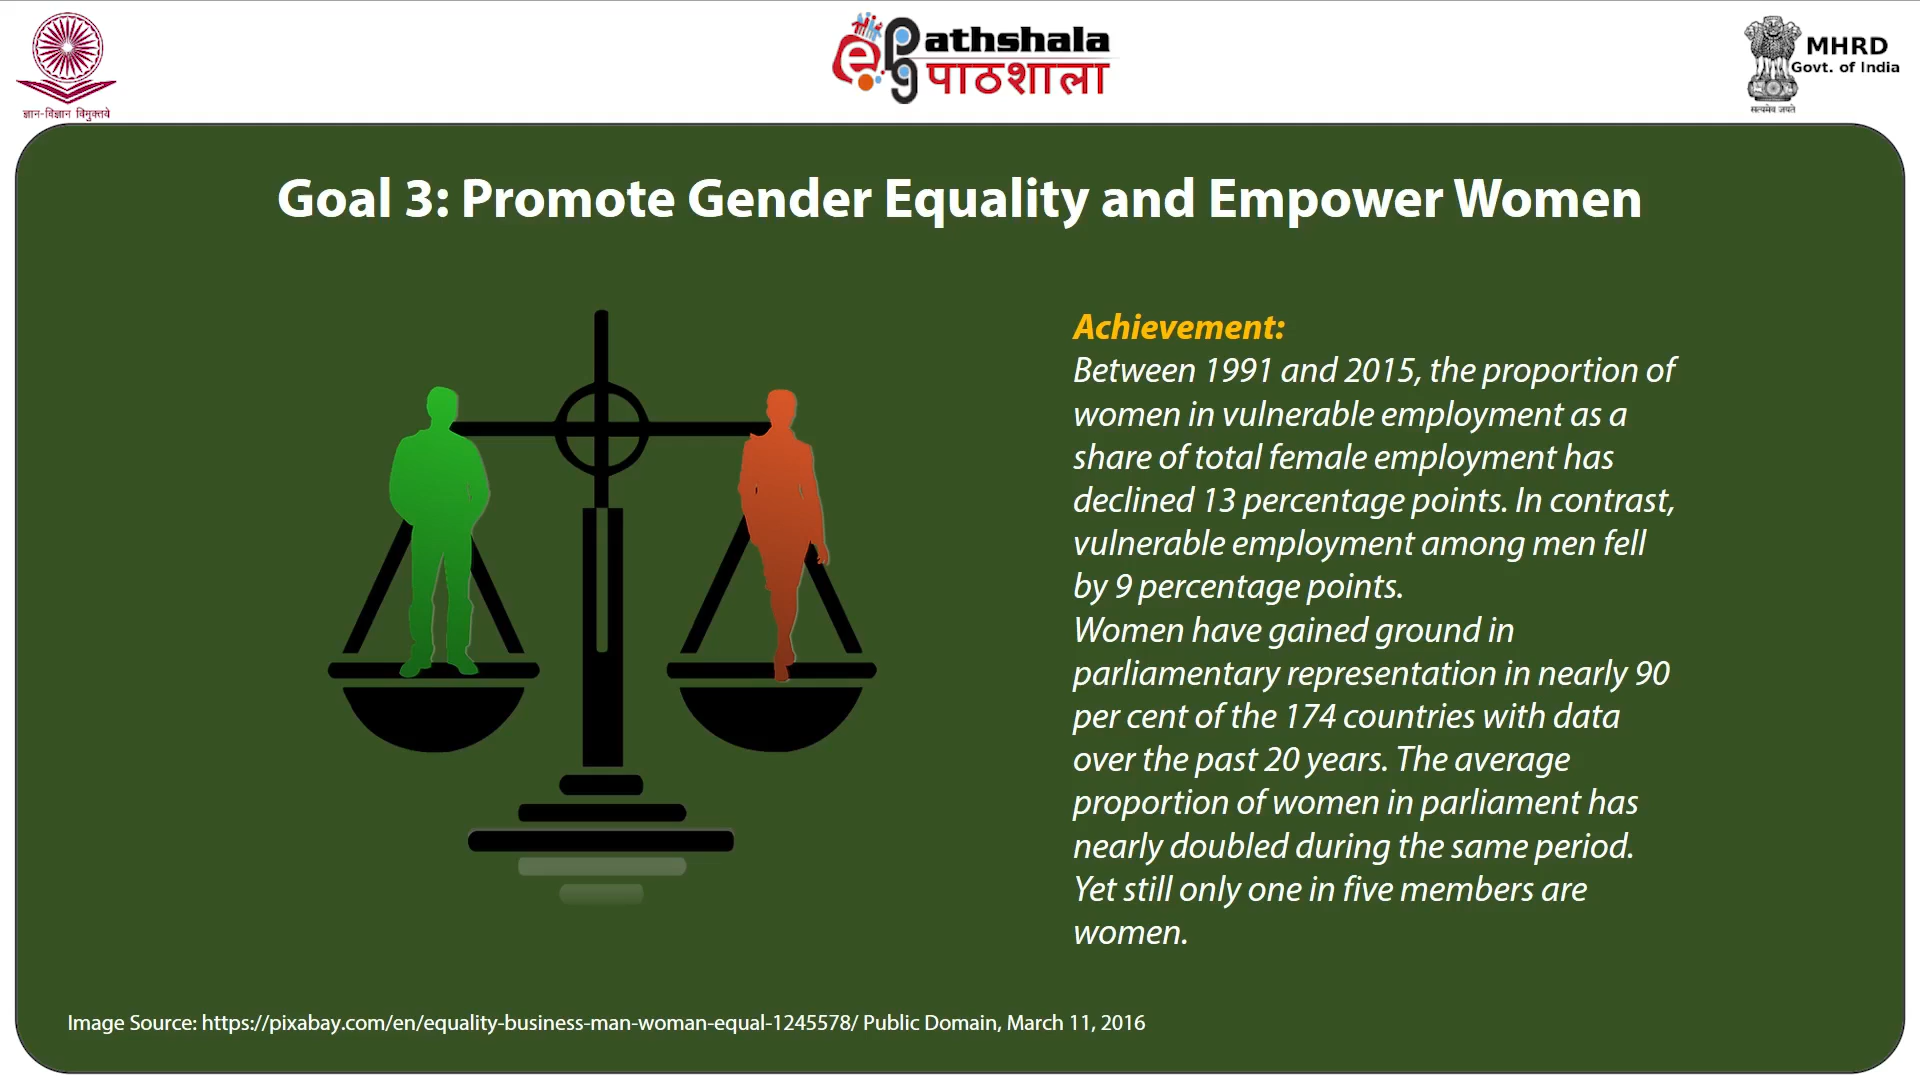 ज्ञान-विज्ञान विमुक्तये
e Pg athshala
पाठशाला
MHRD
Govt. of India
सत्यमेव जयते
Goal 3: Promote Gender Equality and Empower Women
Achievement:
Between 1991 and 2015, the proportion of
women in vulnerable employment as a
share of total female employment has
declined 13 percentage points. In contrast,
vulnerable employment among men fell
by 9 percentage points.
Women have gained ground in
parliamentary representation in nearly 90
per cent of the 174 countries with data
over the past 20 years. The average
proportion of women in parliament has
nearly doubled during the same period.
Yet still only one in five members are
women.
Image Source: https://pixabay.com/en/equality-business-man-woman-equal-1245578/ Public Domain, March 11, 2016